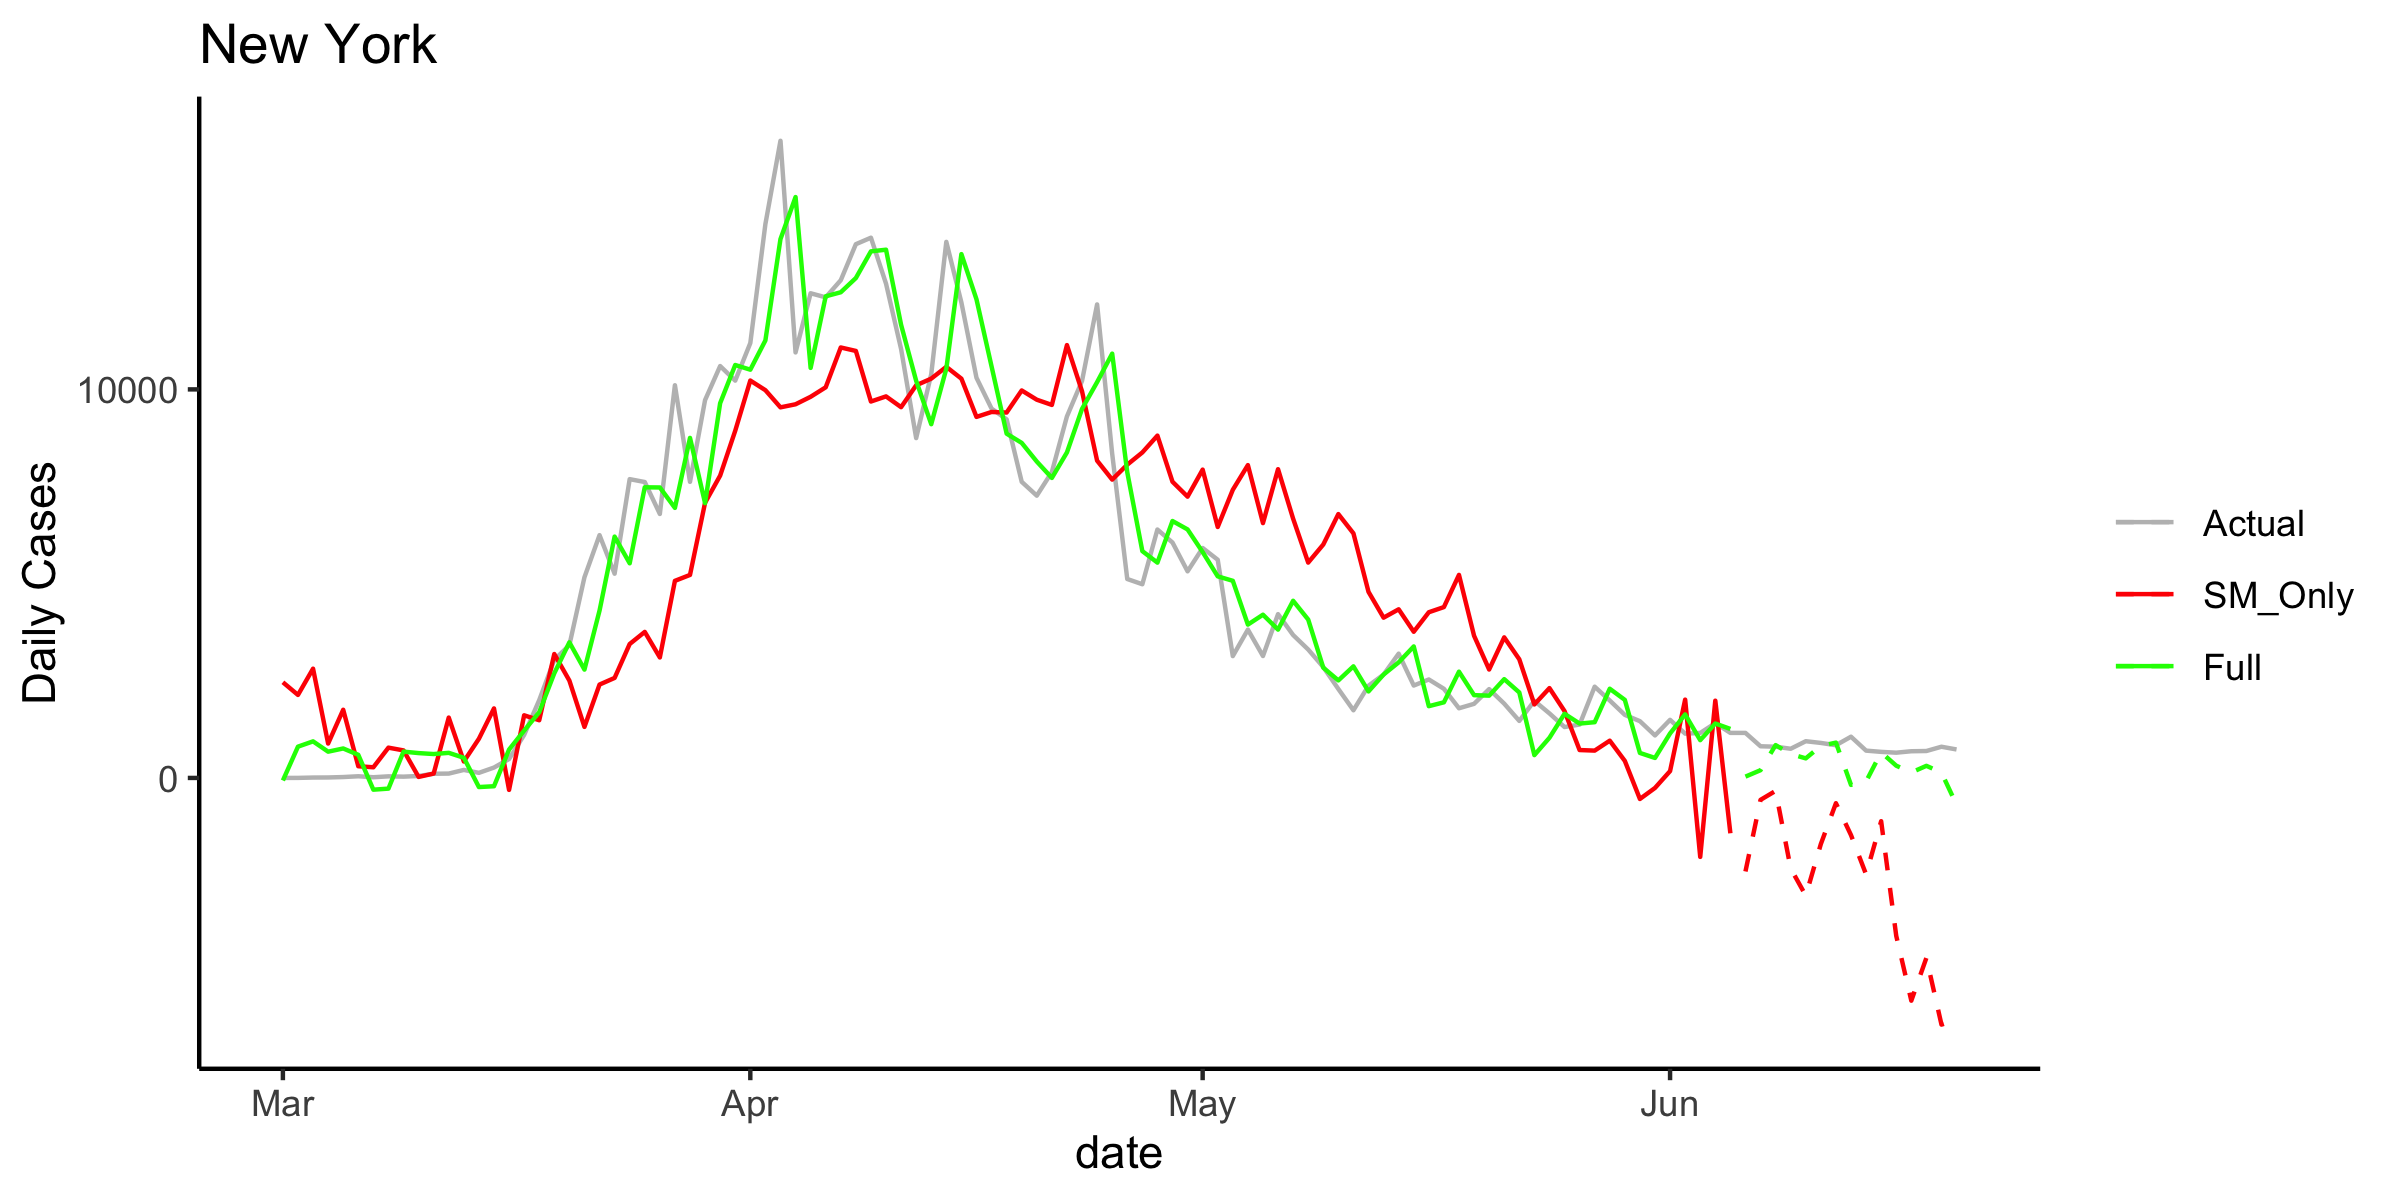 New York
Daily Cases
10000
0
Mar
Apr
May
Jun
date
Actual
SM_Only
Full